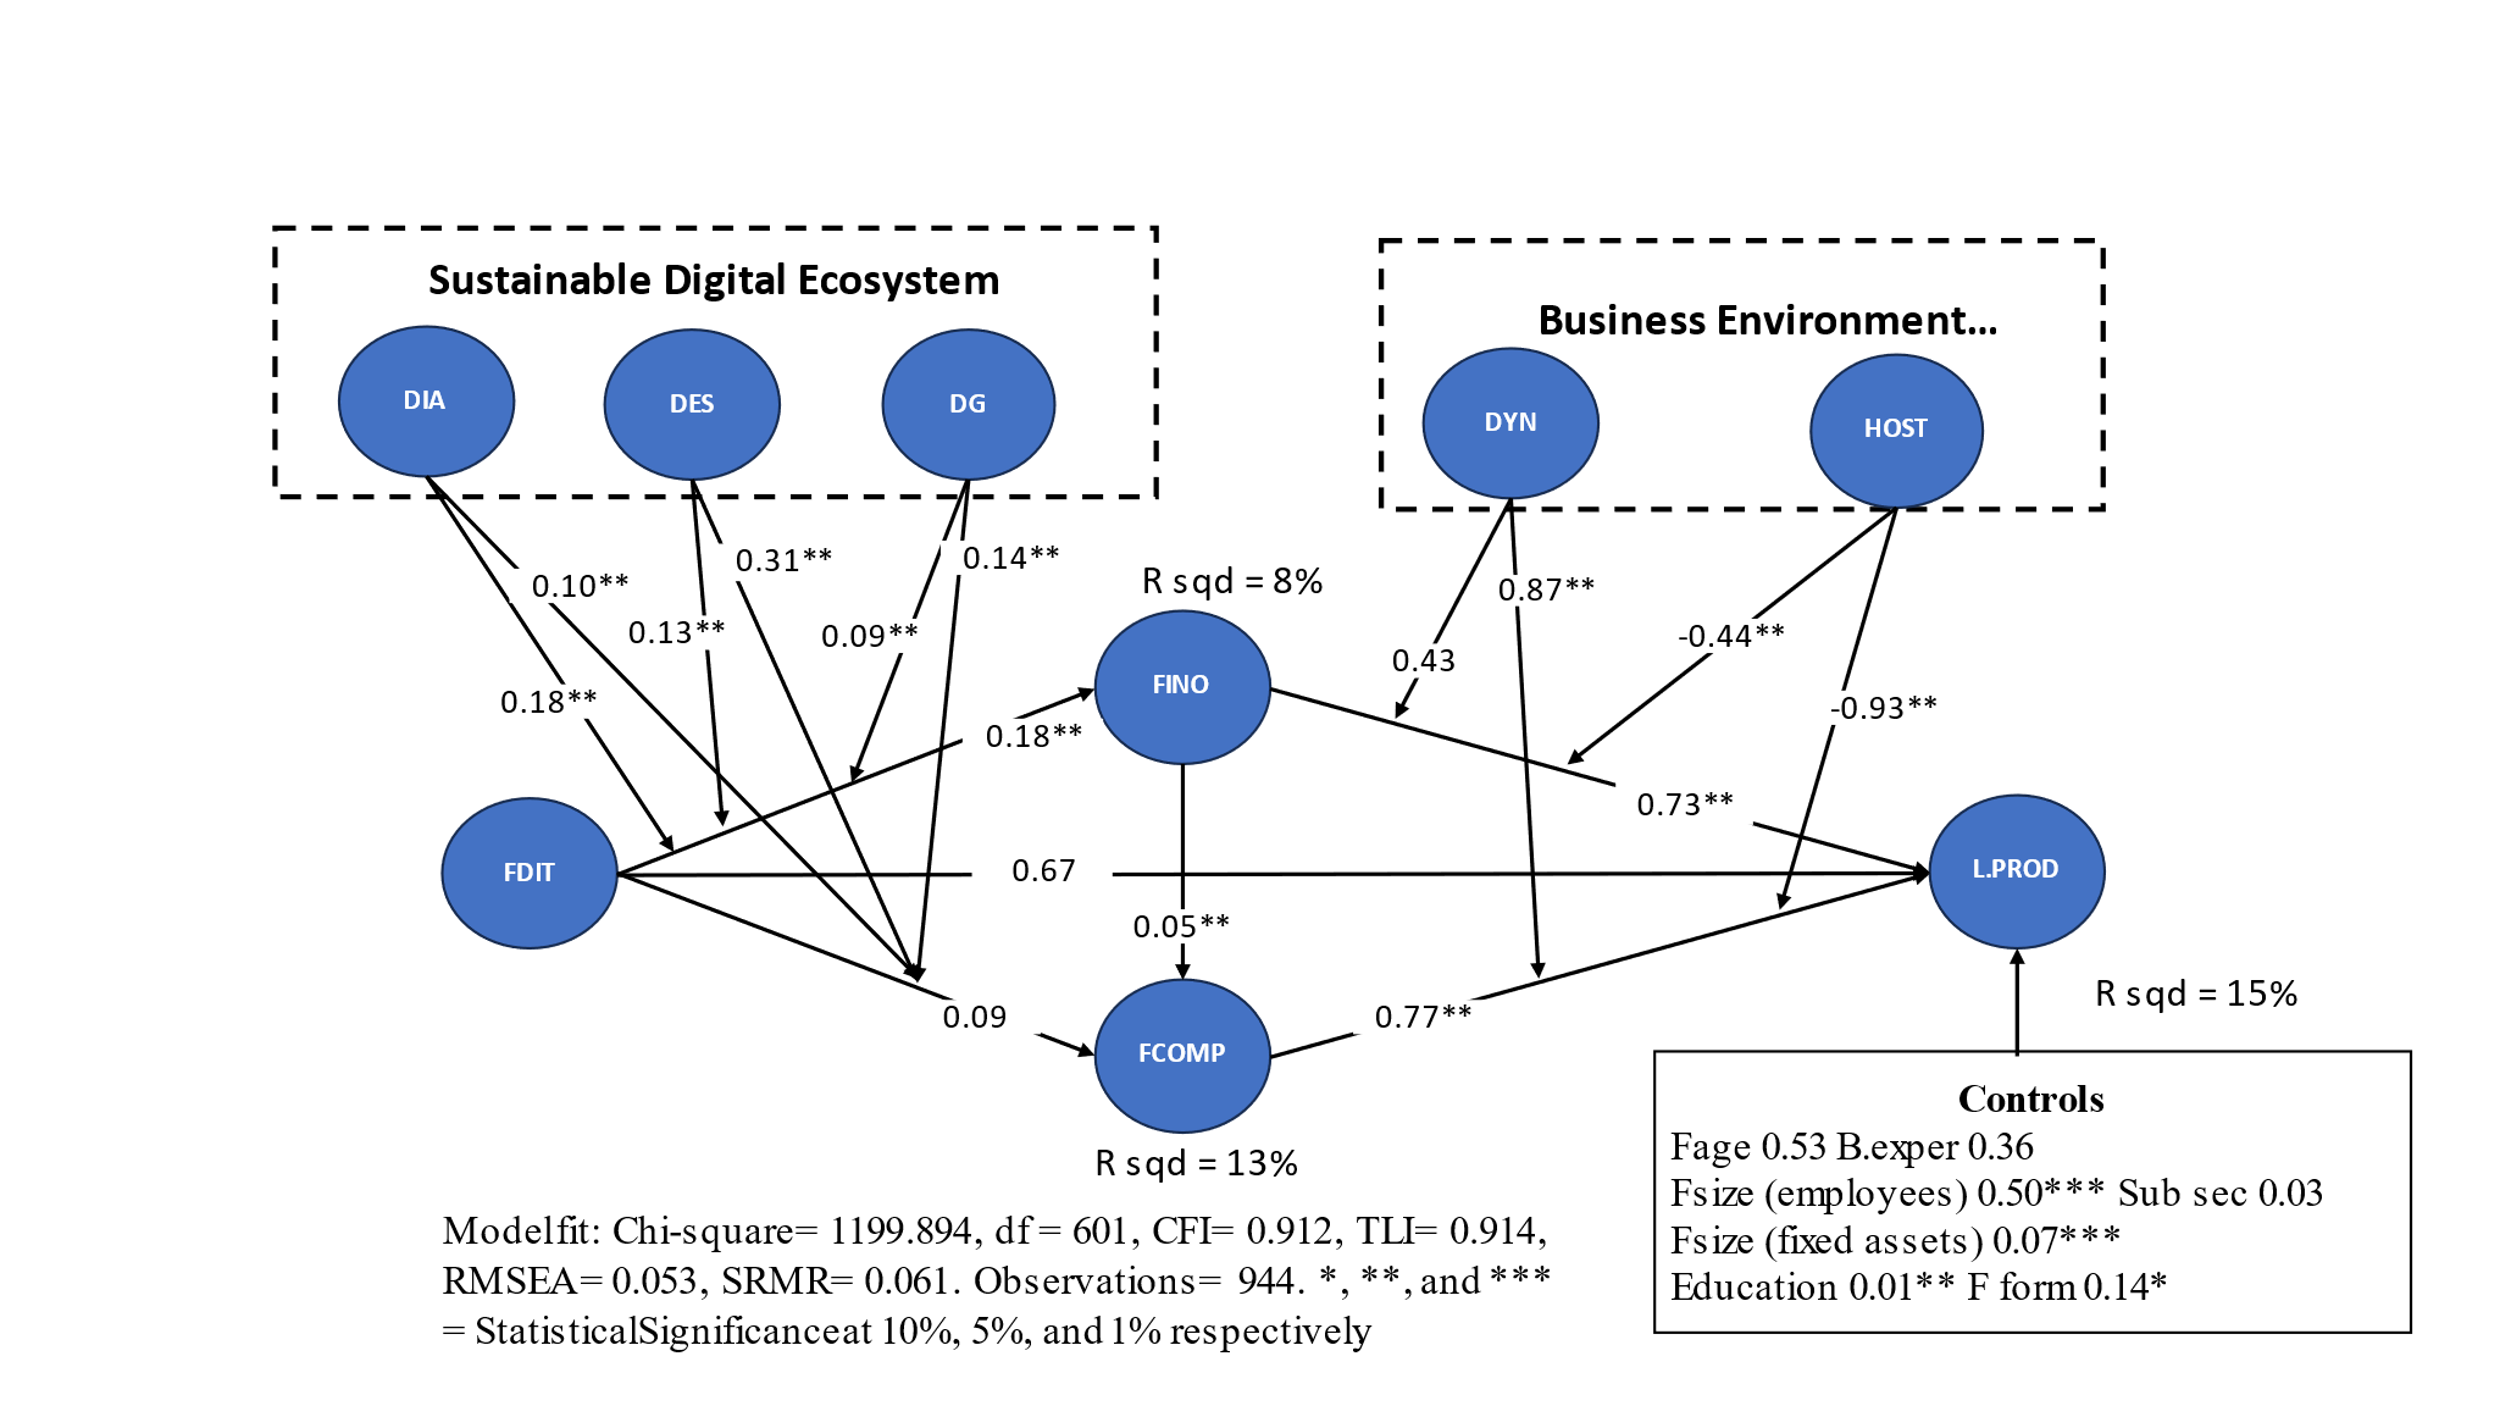 Sustainable Digital Ecosystem
Business Environment...
DIA
DES
DG
DYN
HOST
0.31**
0.14**
0.10**
R sqd = 8%
0.87**
0.13**
0.09**
-0.44**
0.43
0.18**
FINO
-0.93**
0.18**
0.73**
FDIT
0.67
L.PROD
0.05**
0.09
0.77**
R sqd = 15%
FCOMP
R sqd = 13%
Controls
Fage 0.53 B.exper 0.36
Fsize (employees) 0.50*** Sub sec 0.03
Fsize (fixed assets) 0.07***
Education 0.01** F form 0.14*
Modelfit: Chi-square= 1199.894, df = 601, CFI= 0.912, TLI= 0.914,
RMSEA= 0.053, SRMR= 0.061. Observations= 944. *, **, and ***
= StatisticalSignificanceat 10%, 5%, and 1% respectively